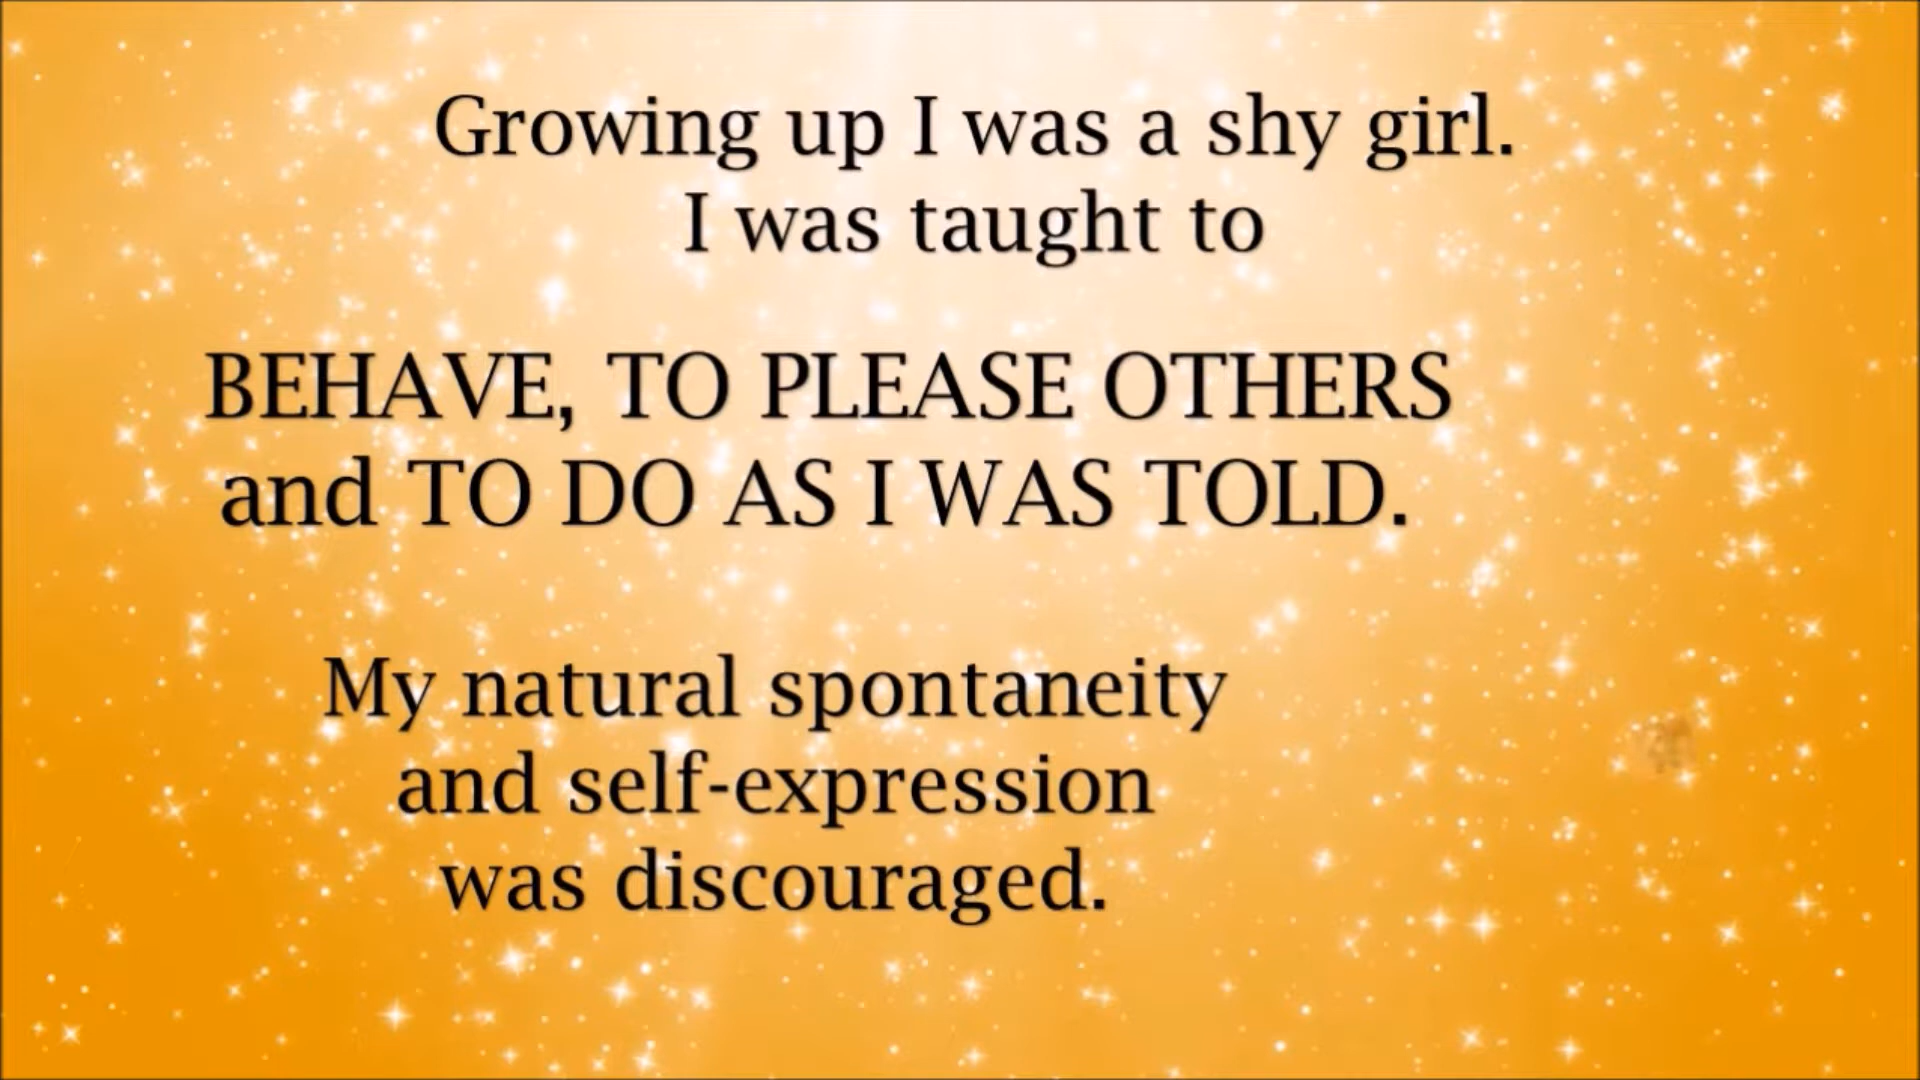 Growing up I was a shy girl.
I was taught to
BEHAVE, TO PLEASE OTHERS
and TO DO AS I WAS TOLD.
My natural spontaneity
and self-expression
was discouraged.